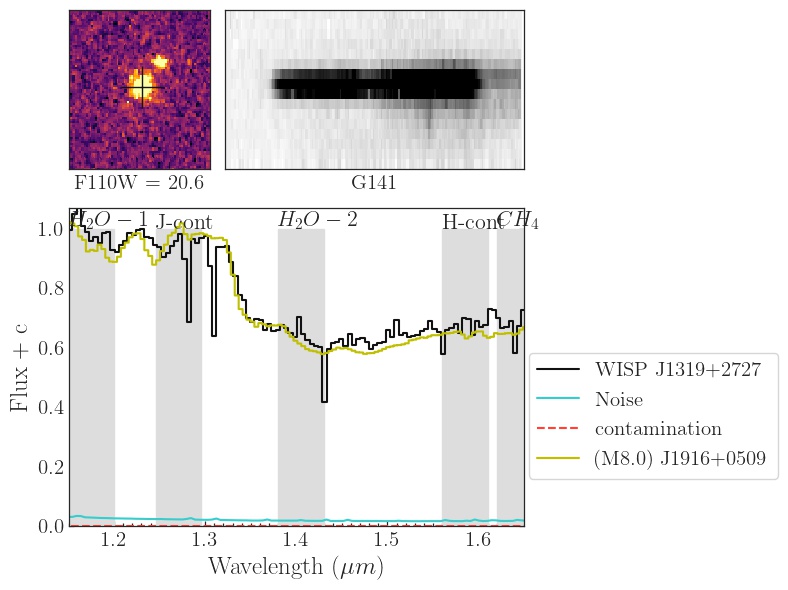 F110W = 20.6
G141
H₂O − 1 J-cont H₂O − 2 H-cont CH₄
1.0
0.8
0.6
0.4
0.2
0.0
Flux + c
1.2 1.3 1.4 1.5 1.6
Wavelength (μm)
WISP J1319+2727
Noise
contamination
(M8.0) J1916+0509